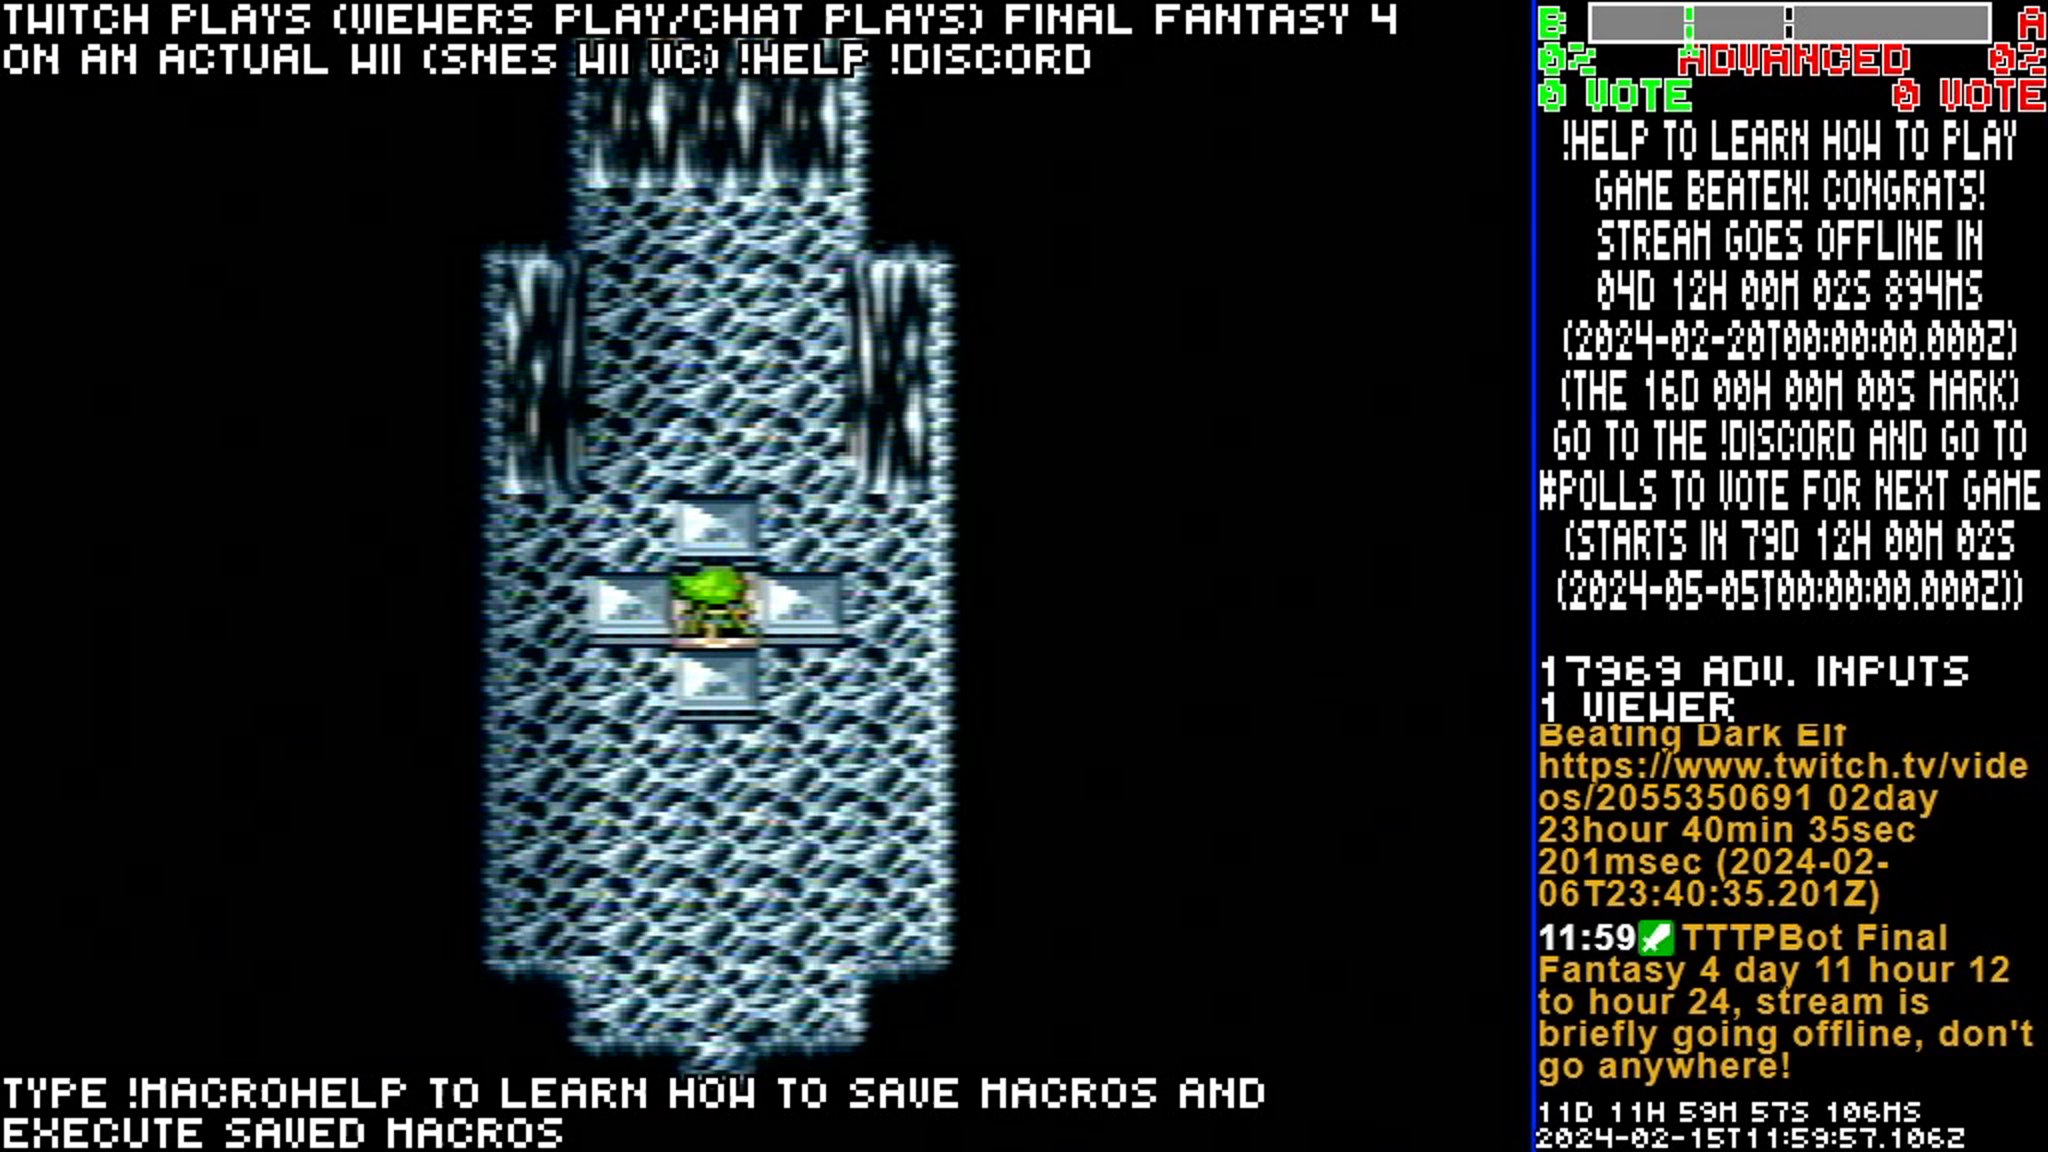 TWITCH PLAYS (VIEWERS PLAY/CHAT PLAYS) FINAL FANTASY 4
ON AN ACTUAL WII (SNES WII VC) !HELP !DISCORD
B A
0% ADVANCED 0%
0 VOTE 0 VOTE
!HELP TO LEARN HOW TO PLAY
GAME BEATEN! CONGRATS!
STREAM GOES OFFLINE IN
04D 12H 00M 02S 894MS
(2024-02-20T00:00:00.000Z)
(THE 16D 00H 00M 00S MARK)
GO TO THE !DISCORD AND GO TO
#POLLS TO VOTE FOR NEXT GAME
(STARTS IN 79D 12H 00M 02S
(2024-05-05T00:00:00.000Z))
17969 ADV. INPUTS
1 VIEWER
Beating Dark Elf
https://www.twitch.tv/vide
os/2055350691 02day
23hour 40min 35sec
201msec (2024-02-
06T23:40:35.201Z)
11:59 TTTPBot Final
Fantasy 4 day 11 hour 12
to hour 24, stream is
briefly going offline, don't
go anywhere!
11D 11H 59M 57S 106MS
2024-02-15T11:59:57.106Z
TYPE !MACROHELP TO LEARN HOW TO SAVE MACROS AND
EXECUTE SAVED MACROS